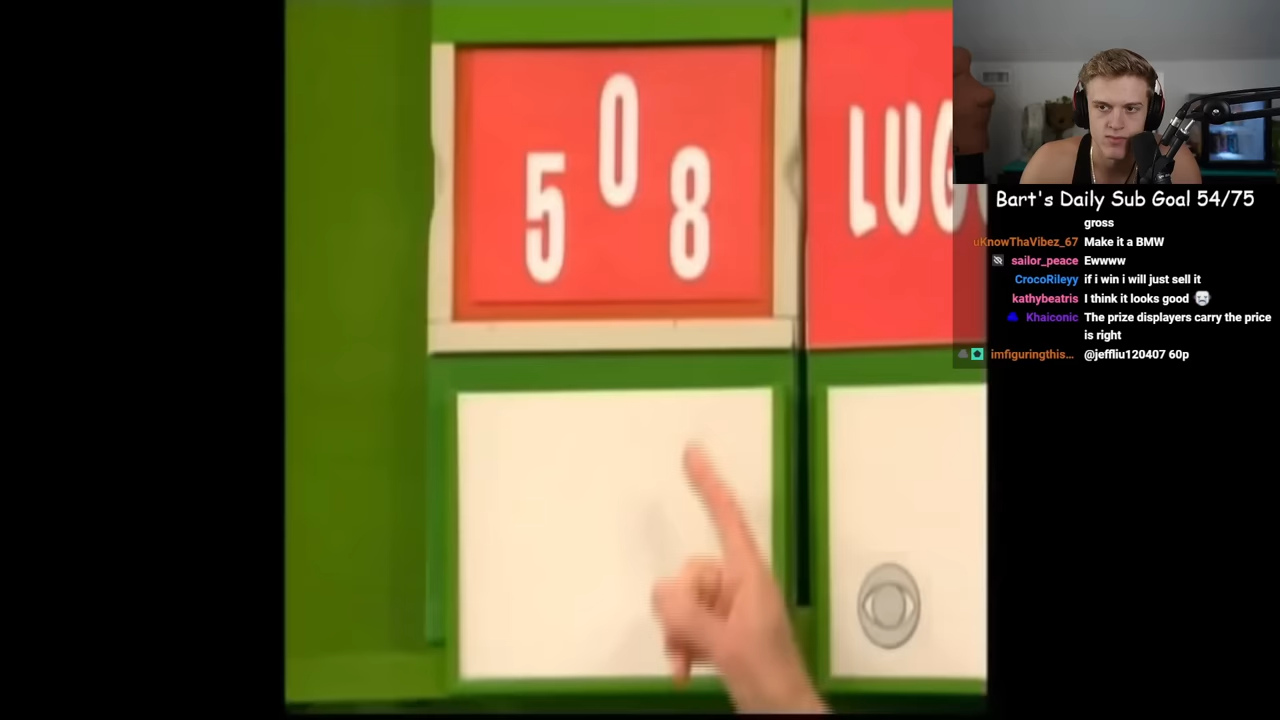 5 0 8
LUG
Bart's Daily Sub Goal 54/75
gross
uKnowThaVibez_67 Make it a BMW
sailor_peace Ewwww
CrocoRileyy if i win i will just sell it
kathybeatris I think it looks good
Khaiconic The prize displayers carry the price
is right
imfiguringthis... @jeffliu120407 60p